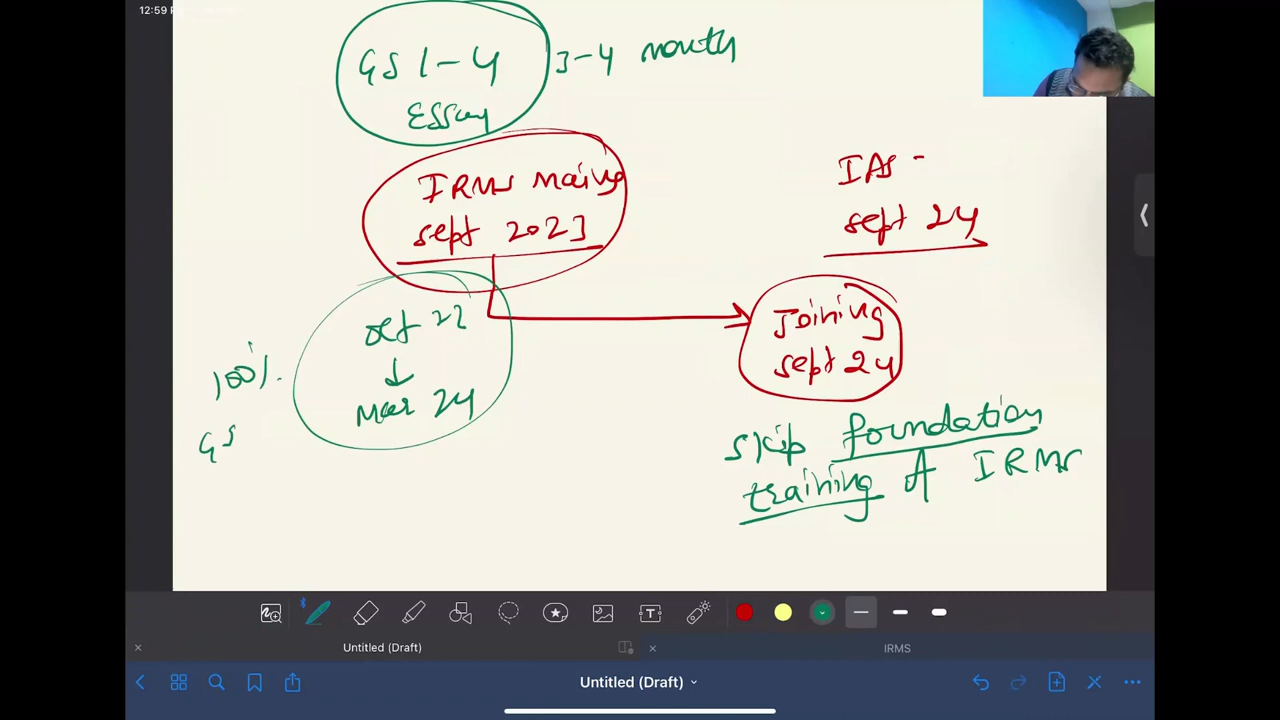 12:59 P
GS 1-4
Essay
3-4 month
IRMS mains
sept 2023
IAS -
sept 24
Oct 22
Mar 24
100%
GS
Joining
sept 24
skip foundation
training of IRMS
T
Untitled (Draft)
IRMS
Untitled (Draft)